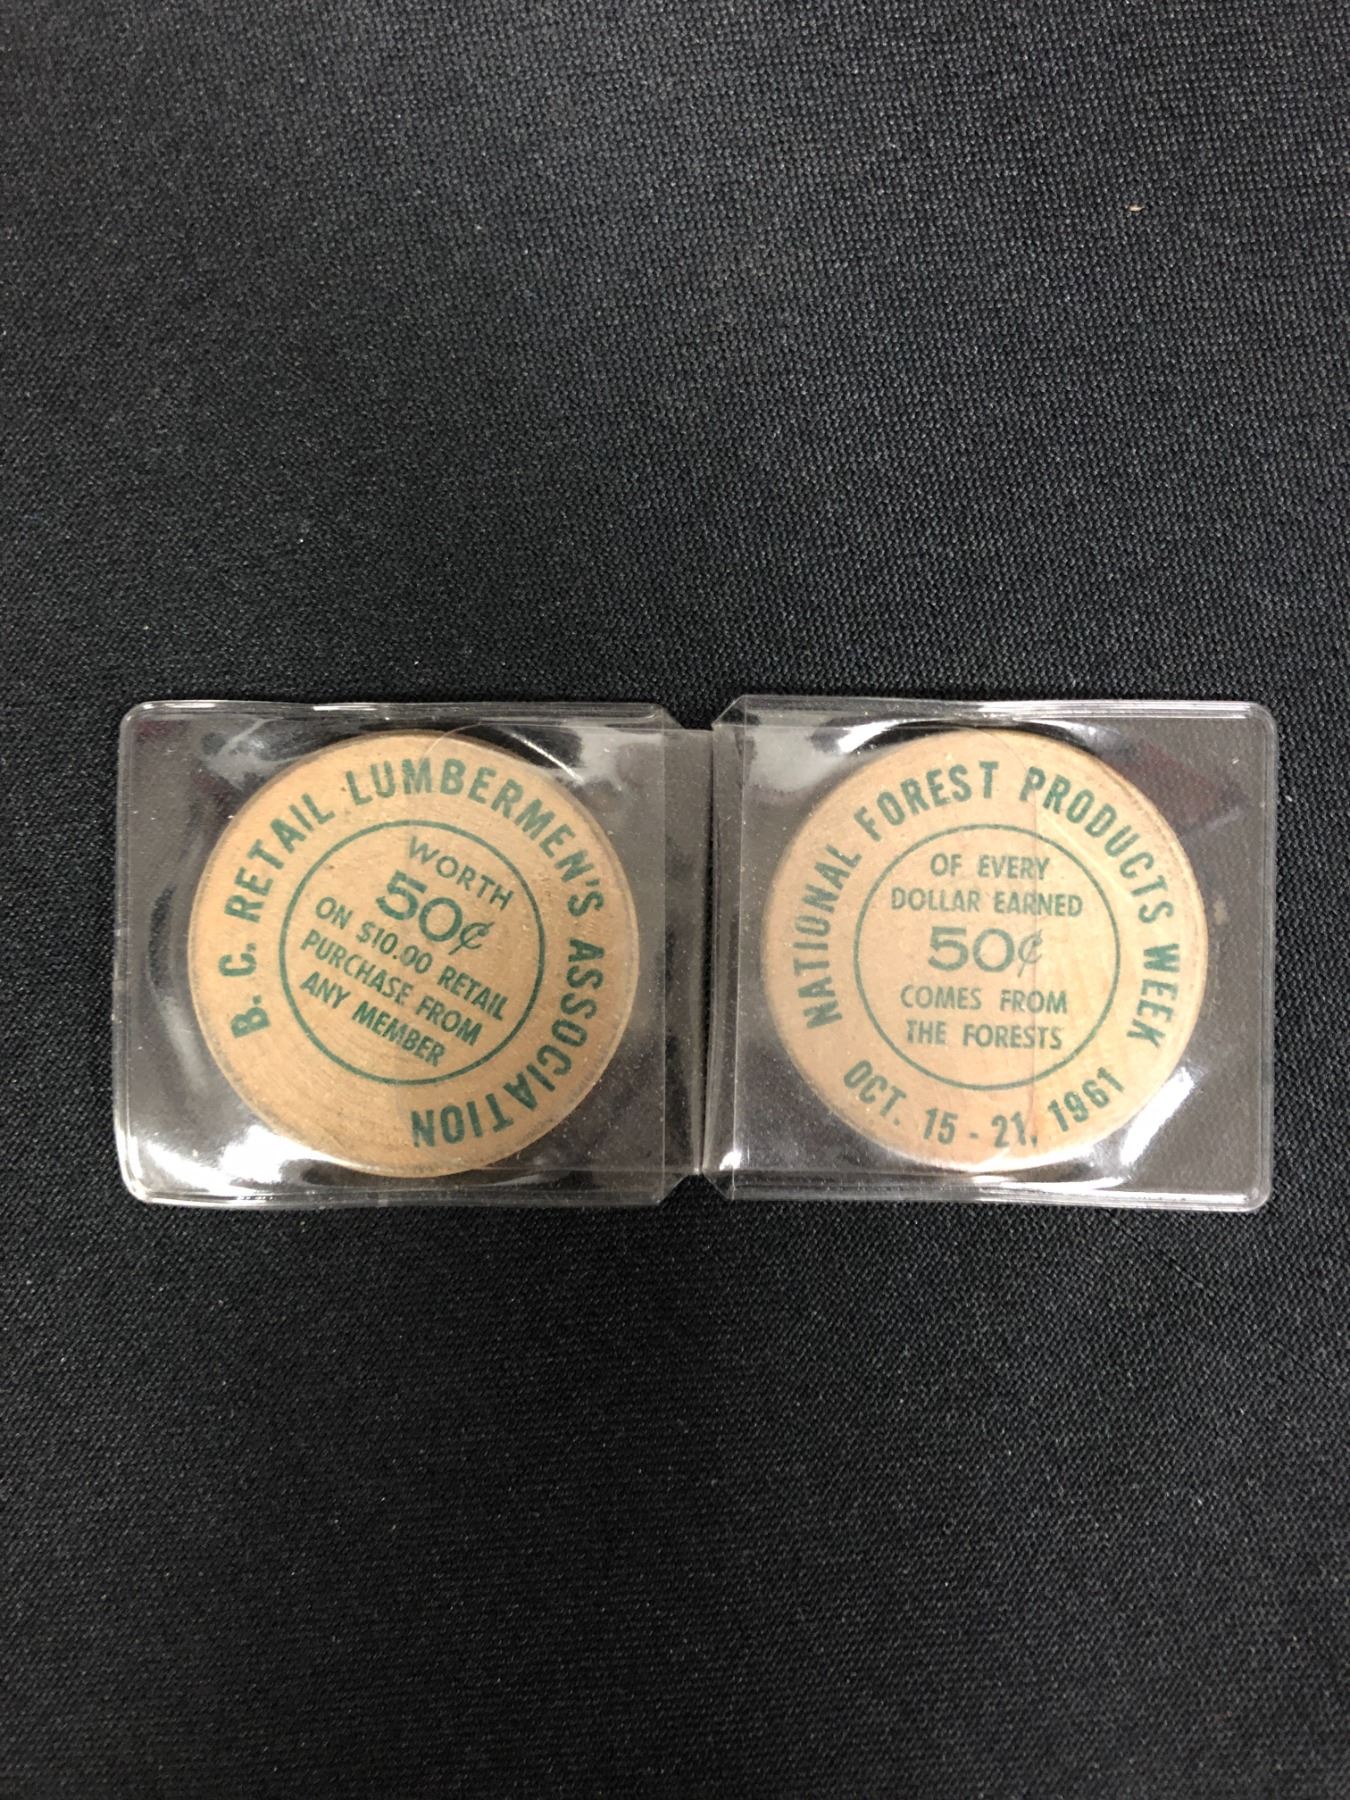 B. C. RETAIL LUMBERMEN'S ASSOCIATION
WORTH
50¢
ON $10.00 RETAIL
PURCHASE FROM
ANY MEMBER
NATIONAL FOREST PRODUCTS WEEK
OF EVERY
DOLLAR EARNED
50¢
COMES FROM
THE FORESTS
OCT. 15 - 21, 1961